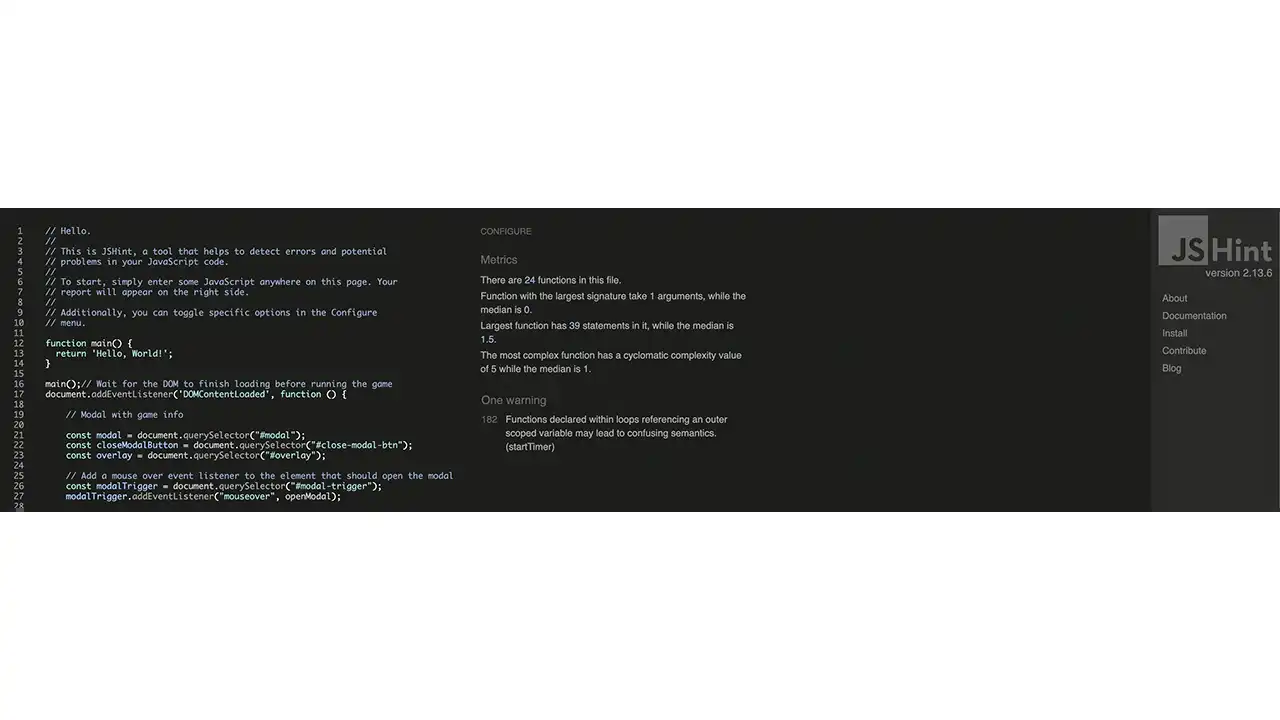 1 // Hello.
2 //
3 // This is JSHint, a tool that helps to detect errors and potential
4 // problems in your JavaScript code.
5 //
6 // To start, simply enter some JavaScript anywhere on this page. Your
7 // report will appear on the right side.
8 //
9 // Additionally, you can toggle specific options in the Configure
10 // menu.
11
12 function main() {
13   return 'Hello, World!';
14 }
15
16 main();// Wait for the DOM to finish loading before running the game
17 document.addEventListener('DOMContentLoaded', function () {
18
19     // Modal with game info
20
21     const modal = document.querySelector("#modal");
22     const closeModalButton = document.querySelector("#close-modal-btn");
23     const overlay = document.querySelector("#overlay");
24
25     // Add a mouse over event listener to the element that should open the modal
26     const modalTrigger = document.querySelector("#modal-trigger");
27     modalTrigger.addEventListener("mouseover", openModal);
28
CONFIGURE
Metrics
There are 24 functions in this file.
Function with the largest signature take 1 arguments, while the
median is 0.
Largest function has 39 statements in it, while the median is
1.5.
The most complex function has a cyclomatic complexity value
of 5 while the median is 1.
One warning
182 Functions declared within loops referencing an outer
scoped variable may lead to confusing semantics.
(startTimer)
JSHint
version 2.13.6
About
Documentation
Install
Contribute
Blog